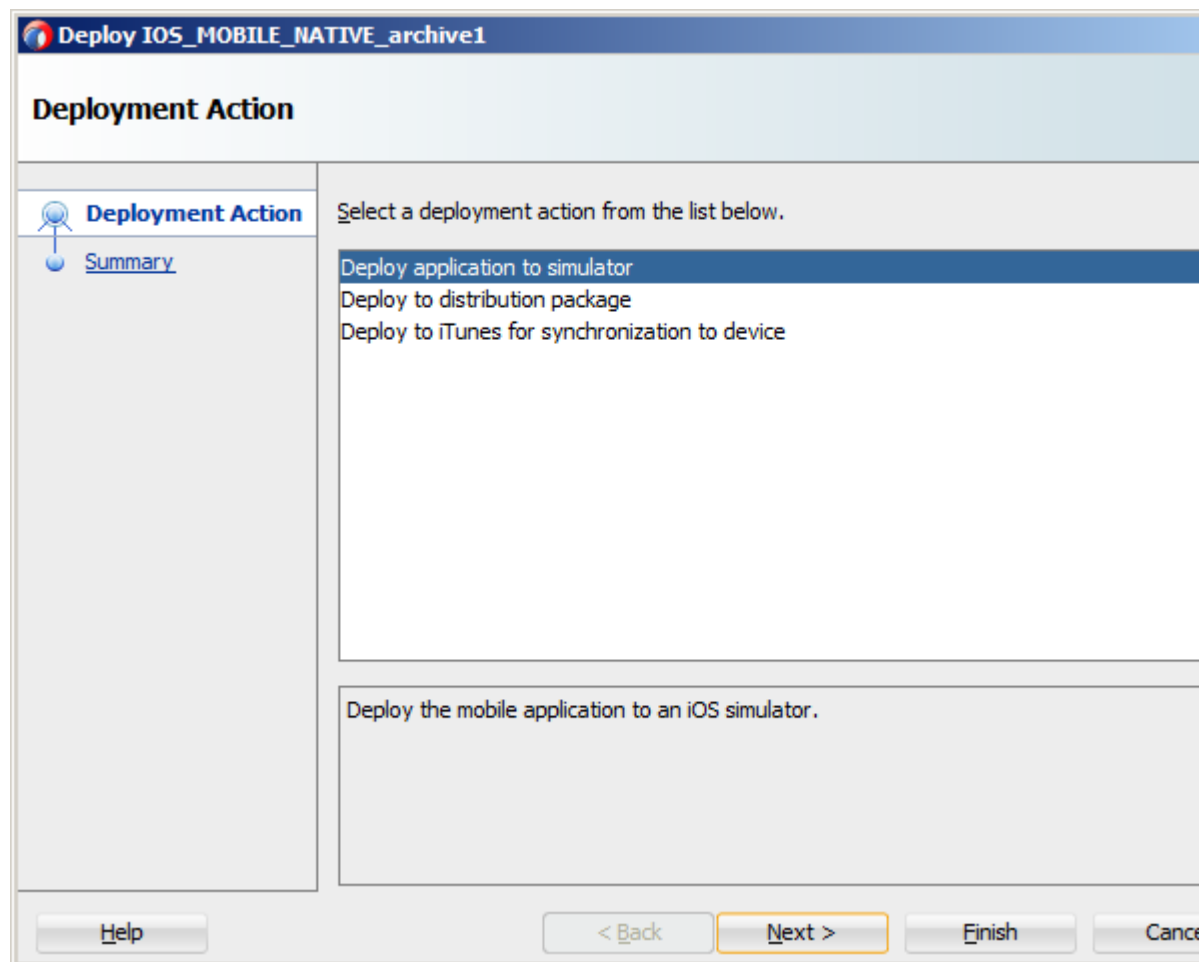 Deploy IOS_MOBILE_NATIVE_archive1
Deployment Action
Deployment Action
Summary
Select a deployment action from the list below.
Deploy application to simulator
Deploy to distribution package
Deploy to iTunes for synchronization to device
Deploy the mobile application to an iOS simulator.
Help < Back Next > Finish Cance